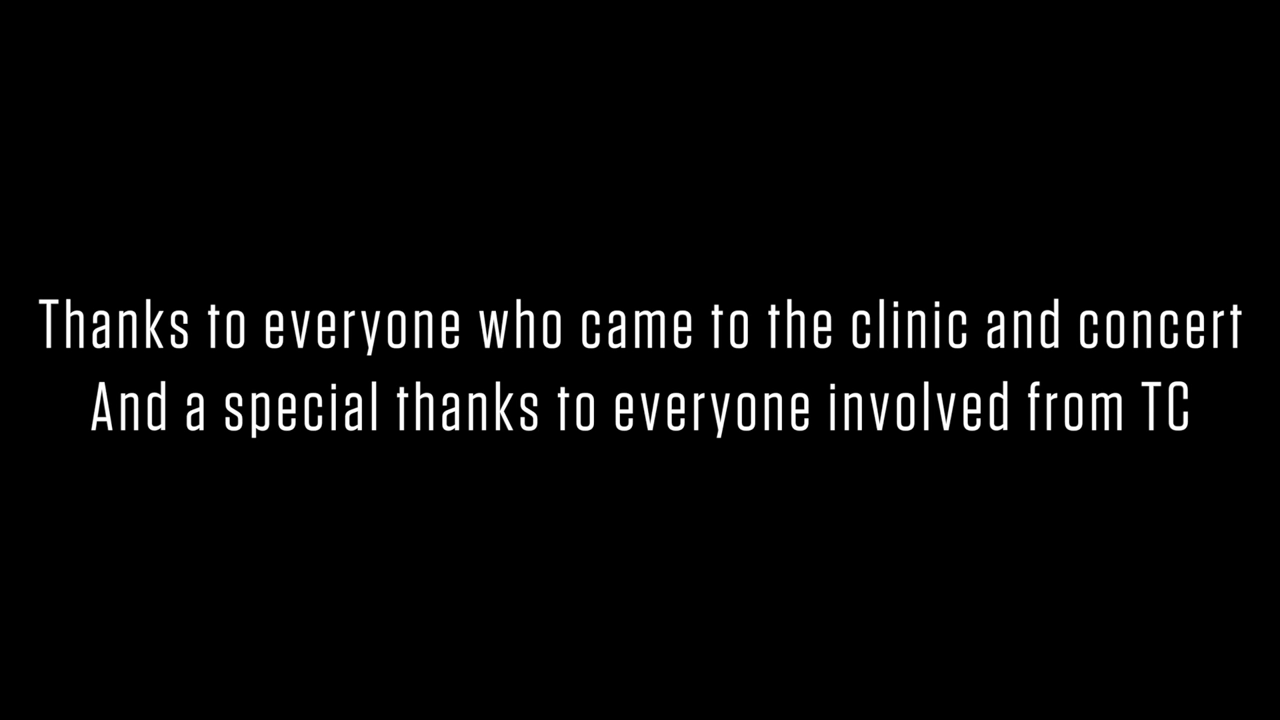 Thanks to everyone who came to the clinic and concert
And a special thanks to everyone involved from TC